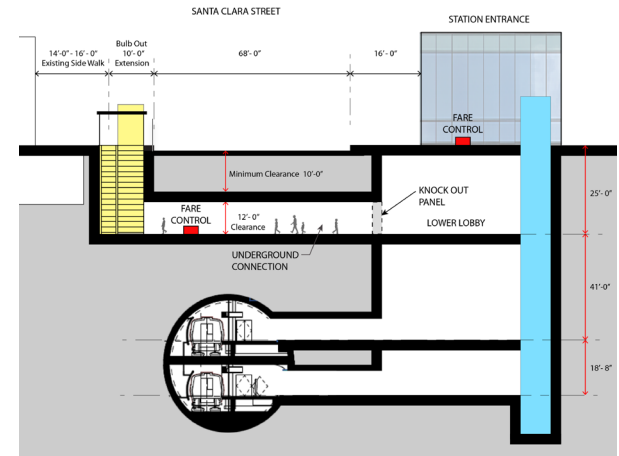 SANTA CLARA STREET
STATION ENTRANCE
Bulb Out
14'-0" - 16'- 0"
10'- 0"
68'- 0"
16'- 0"
Existing Side Walk
Extension
FARE
CONTROL
Minimum Clearance 10'-0"
KNOCK OUT
PANEL
25'- 0"
FARE
CONTROL
12'- 0"
Clearance
LOWER LOBBY
UNDERGROUND
CONNECTION
41'-0"
18'- 8"